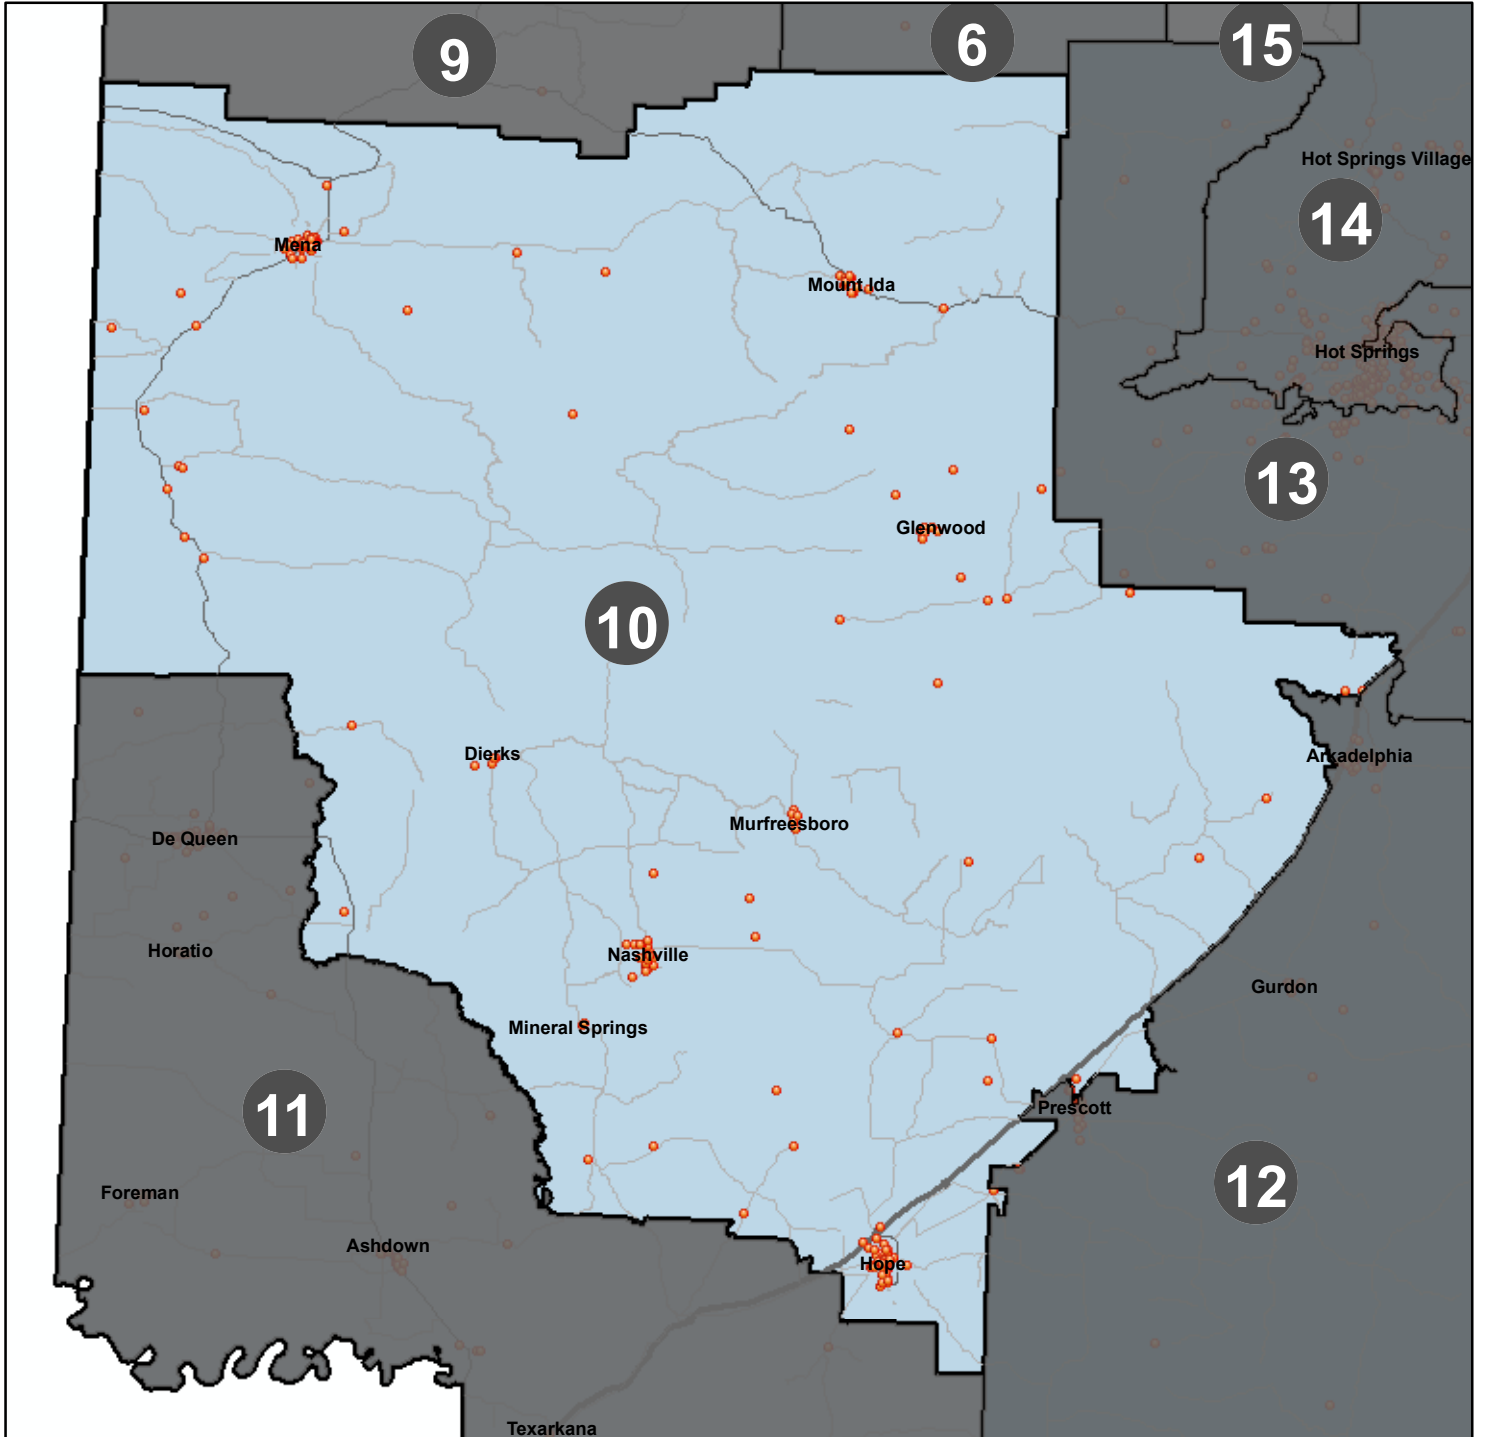 9
6
15
Hot Springs Village
14
Mena
Mount Ida
Hot Springs
13
Glenwood
10
Dierks
Arkadelphia
Murfreesboro
De Queen
Horatio
Nashville
Gurdon
Mineral Springs
11
Prescott
12
Foreman
Ashdown
Hope
Texarkana